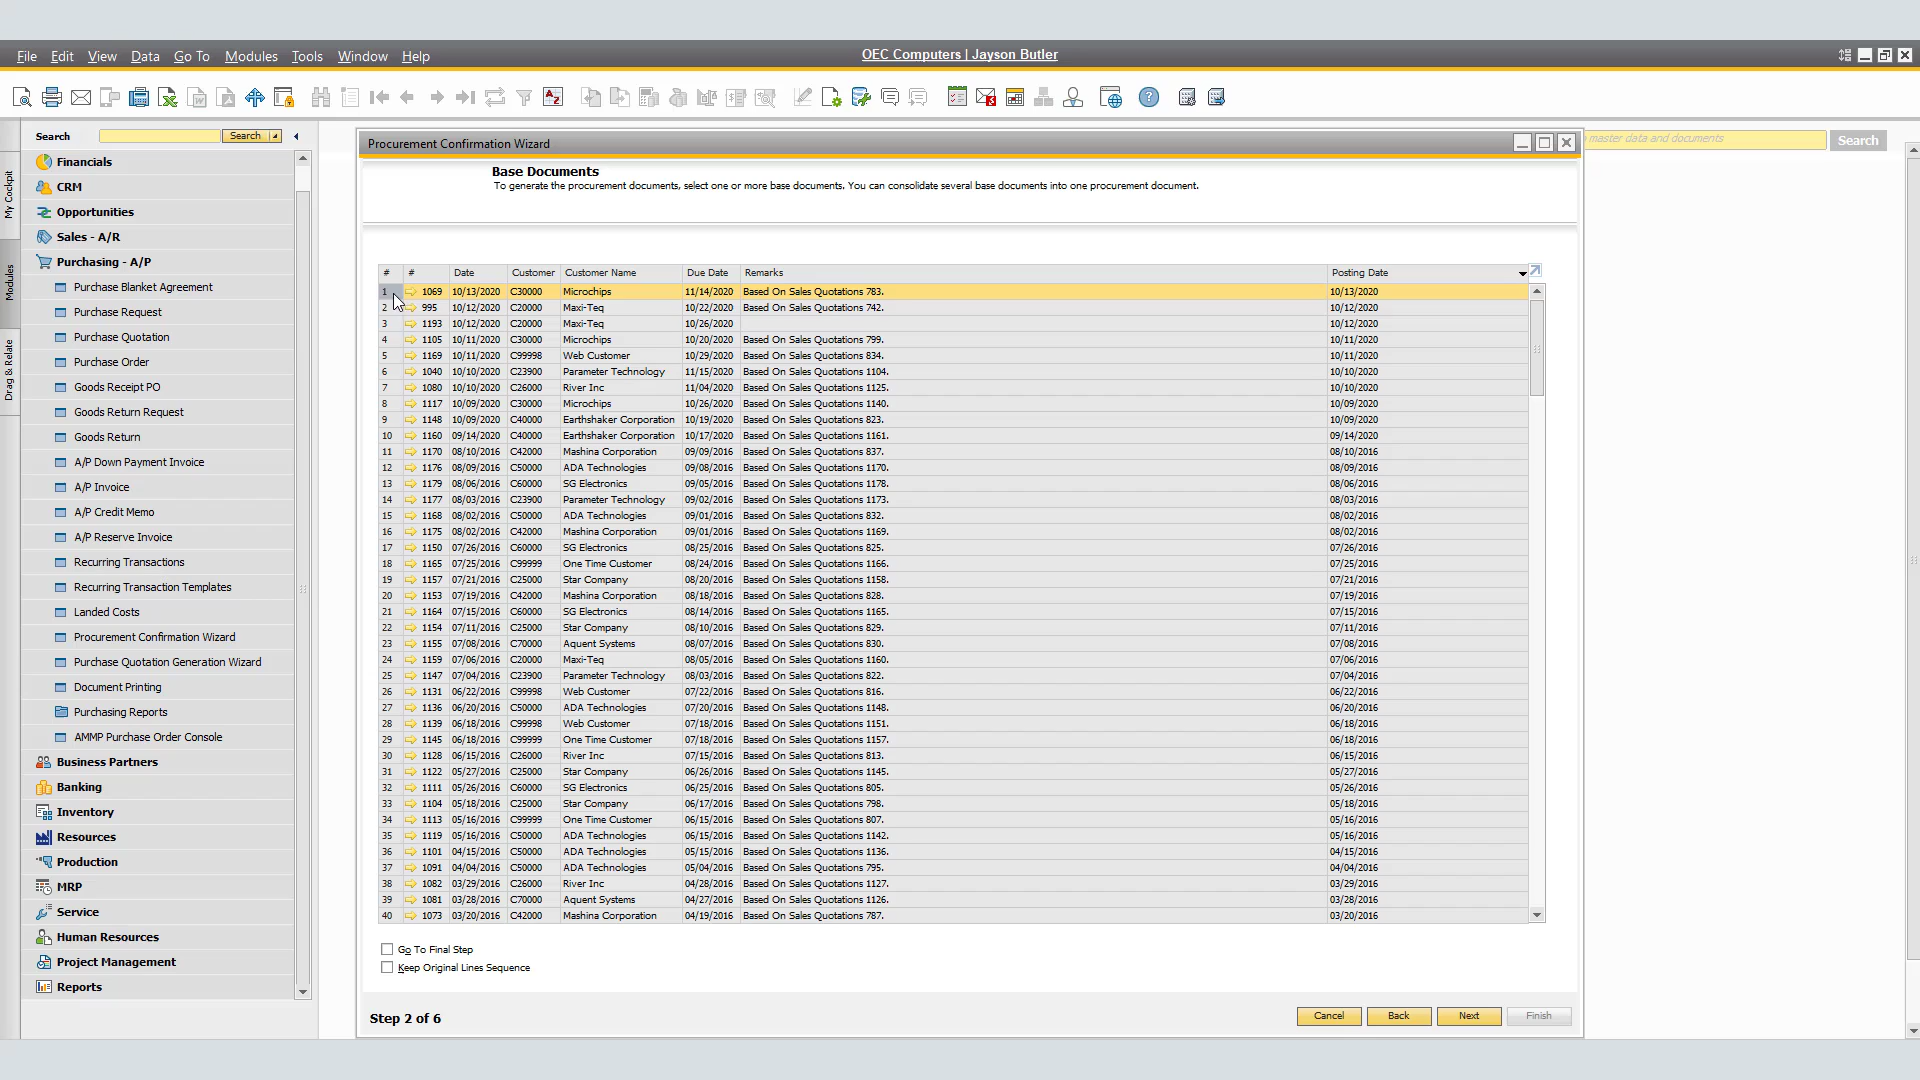 File Edit View Data Go To Modules Tools Window Help
OEC Computers | Jayson Butler
Search Search
My Cockpit
Modules
Drag & Relate
Financials
CRM
Opportunities
Sales - A/R
Purchasing - A/P
Purchase Blanket Agreement
Purchase Request
Purchase Quotation
Purchase Order
Goods Receipt PO
Goods Return Request
Goods Return
A/P Down Payment Invoice
A/P Invoice
A/P Credit Memo
A/P Reserve Invoice
Recurring Transactions
Recurring Transaction Templates
Landed Costs
Procurement Confirmation Wizard
Purchase Quotation Generation Wizard
Document Printing
Purchasing Reports
AMMP Purchase Order Console
Business Partners
Banking
Inventory
Resources
Production
MRP
Service
Human Resources
Project Management
Reports
master data and documents Search
Procurement Confirmation Wizard
Base Documents
To generate the procurement documents, select one or more base documents. You can consolidate several base documents into one procurement document.
# # Date Customer Customer Name Due Date Remarks Posting Date
1 1069 10/13/2020 C30000 Microchips 11/14/2020 Based On Sales Quotations 783. 10/13/2020
2 995 10/12/2020 C20000 Maxi-Teq 10/22/2020 Based On Sales Quotations 742. 10/12/2020
3 1193 10/12/2020 C20000 Maxi-Teq 10/26/2020 10/12/2020
4 1105 10/11/2020 C30000 Microchips 10/20/2020 Based On Sales Quotations 799. 10/11/2020
5 1169 10/11/2020 C99998 Web Customer 10/29/2020 Based On Sales Quotations 834. 10/11/2020
6 1040 10/10/2020 C23900 Parameter Technology 11/15/2020 Based On Sales Quotations 1104. 10/10/2020
7 1080 10/10/2020 C26000 River Inc 11/04/2020 Based On Sales Quotations 1125. 10/10/2020
8 1117 10/09/2020 C30000 Microchips 10/26/2020 Based On Sales Quotations 1140. 10/09/2020
9 1148 10/09/2020 C40000 Earthshaker Corporation 10/19/2020 Based On Sales Quotations 823. 10/09/2020
10 1160 09/14/2020 C40000 Earthshaker Corporation 10/17/2020 Based On Sales Quotations 1161. 09/14/2020
11 1170 08/10/2016 C42000 Mashina Corporation 09/09/2016 Based On Sales Quotations 837. 08/10/2016
12 1176 08/09/2016 C50000 ADA Technologies 09/08/2016 Based On Sales Quotations 1170. 08/09/2016
13 1179 08/06/2016 C60000 SG Electronics 09/05/2016 Based On Sales Quotations 1178. 08/06/2016
14 1177 08/03/2016 C23900 Parameter Technology 09/02/2016 Based On Sales Quotations 1173. 08/03/2016
15 1168 08/02/2016 C50000 ADA Technologies 09/01/2016 Based On Sales Quotations 832. 08/02/2016
16 1175 08/02/2016 C42000 Mashina Corporation 09/01/2016 Based On Sales Quotations 1169. 08/02/2016
17 1150 07/26/2016 C60000 SG Electronics 08/25/2016 Based On Sales Quotations 825. 07/26/2016
18 1165 07/25/2016 C99999 One Time Customer 08/24/2016 Based On Sales Quotations 1166. 07/25/2016
19 1157 07/21/2016 C25000 Star Company 08/20/2016 Based On Sales Quotations 1158. 07/21/2016
20 1153 07/19/2016 C42000 Mashina Corporation 08/18/2016 Based On Sales Quotations 828. 07/19/2016
21 1164 07/15/2016 C60000 SG Electronics 08/14/2016 Based On Sales Quotations 1165. 07/15/2016
22 1154 07/11/2016 C25000 Star Company 08/10/2016 Based On Sales Quotations 829. 07/11/2016
23 1155 07/08/2016 C70000 Aquent Systems 08/07/2016 Based On Sales Quotations 830. 07/08/2016
24 1159 07/06/2016 C20000 Maxi-Teq 08/05/2016 Based On Sales Quotations 1160. 07/06/2016
25 1147 07/04/2016 C23900 Parameter Technology 08/03/2016 Based On Sales Quotations 822. 07/04/2016
26 1131 06/22/2016 C99998 Web Customer 07/22/2016 Based On Sales Quotations 816. 06/22/2016
27 1136 06/20/2016 C50000 ADA Technologies 07/20/2016 Based On Sales Quotations 1148. 06/20/2016
28 1139 06/18/2016 C99998 Web Customer 07/18/2016 Based On Sales Quotations 1151. 06/18/2016
29 1145 06/18/2016 C99999 One Time Customer 07/18/2016 Based On Sales Quotations 1157. 06/18/2016
30 1128 06/15/2016 C26000 River Inc 07/15/2016 Based On Sales Quotations 813. 06/15/2016
31 1122 05/27/2016 C25000 Star Company 06/26/2016 Based On Sales Quotations 1145. 05/27/2016
32 1111 05/26/2016 C60000 SG Electronics 06/25/2016 Based On Sales Quotations 805. 05/26/2016
33 1104 05/18/2016 C25000 Star Company 06/17/2016 Based On Sales Quotations 798. 05/18/2016
34 1113 05/16/2016 C99999 One Time Customer 06/15/2016 Based On Sales Quotations 807. 05/16/2016
35 1119 05/16/2016 C50000 ADA Technologies 06/15/2016 Based On Sales Quotations 1142. 05/16/2016
36 1101 04/15/2016 C50000 ADA Technologies 05/15/2016 Based On Sales Quotations 1136. 04/15/2016
37 1091 04/04/2016 C50000 ADA Technologies 05/04/2016 Based On Sales Quotations 795. 04/04/2016
38 1082 03/29/2016 C26000 River Inc 04/28/2016 Based On Sales Quotations 1127. 03/29/2016
39 1081 03/28/2016 C70000 Aquent Systems 04/27/2016 Based On Sales Quotations 1126. 03/28/2016
40 1073 03/20/2016 C42000 Mashina Corporation 04/19/2016 Based On Sales Quotations 787. 03/20/2016
Go To Final Step
Keep Original Lines Sequence
Step 2 of 6
Cancel Back Next Finish